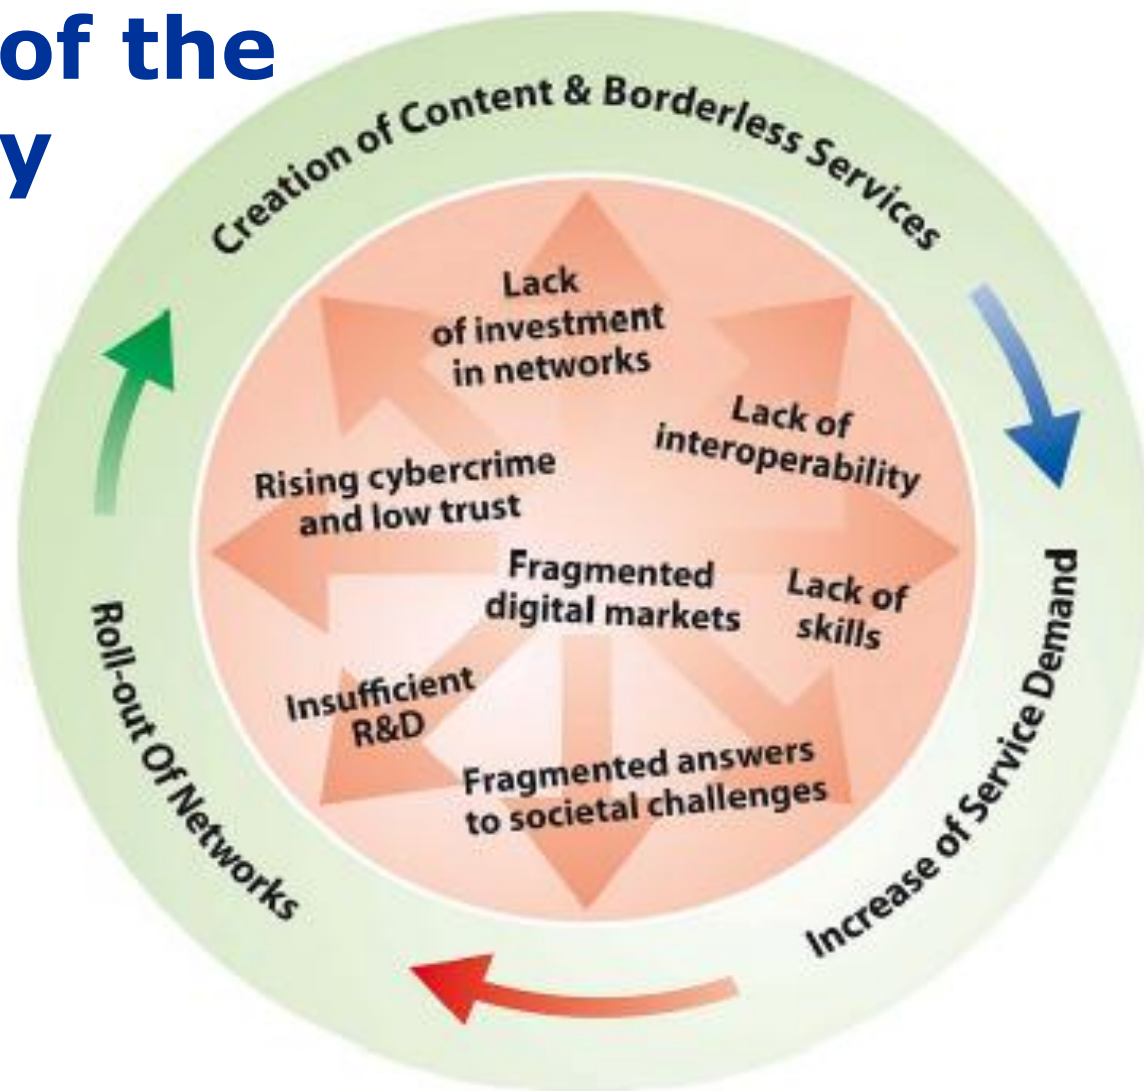 of the
y
Creation of Content & Borderless Services
Lack
of investment
in networks
Lack of
interoperability
Rising cybercrime
and low trust
Fragmented
digital markets
Lack of
skills
Insufficient
R&D
Fragmented answers
to societal challenges
Increase of Service Demand
Roll-out Of Networks